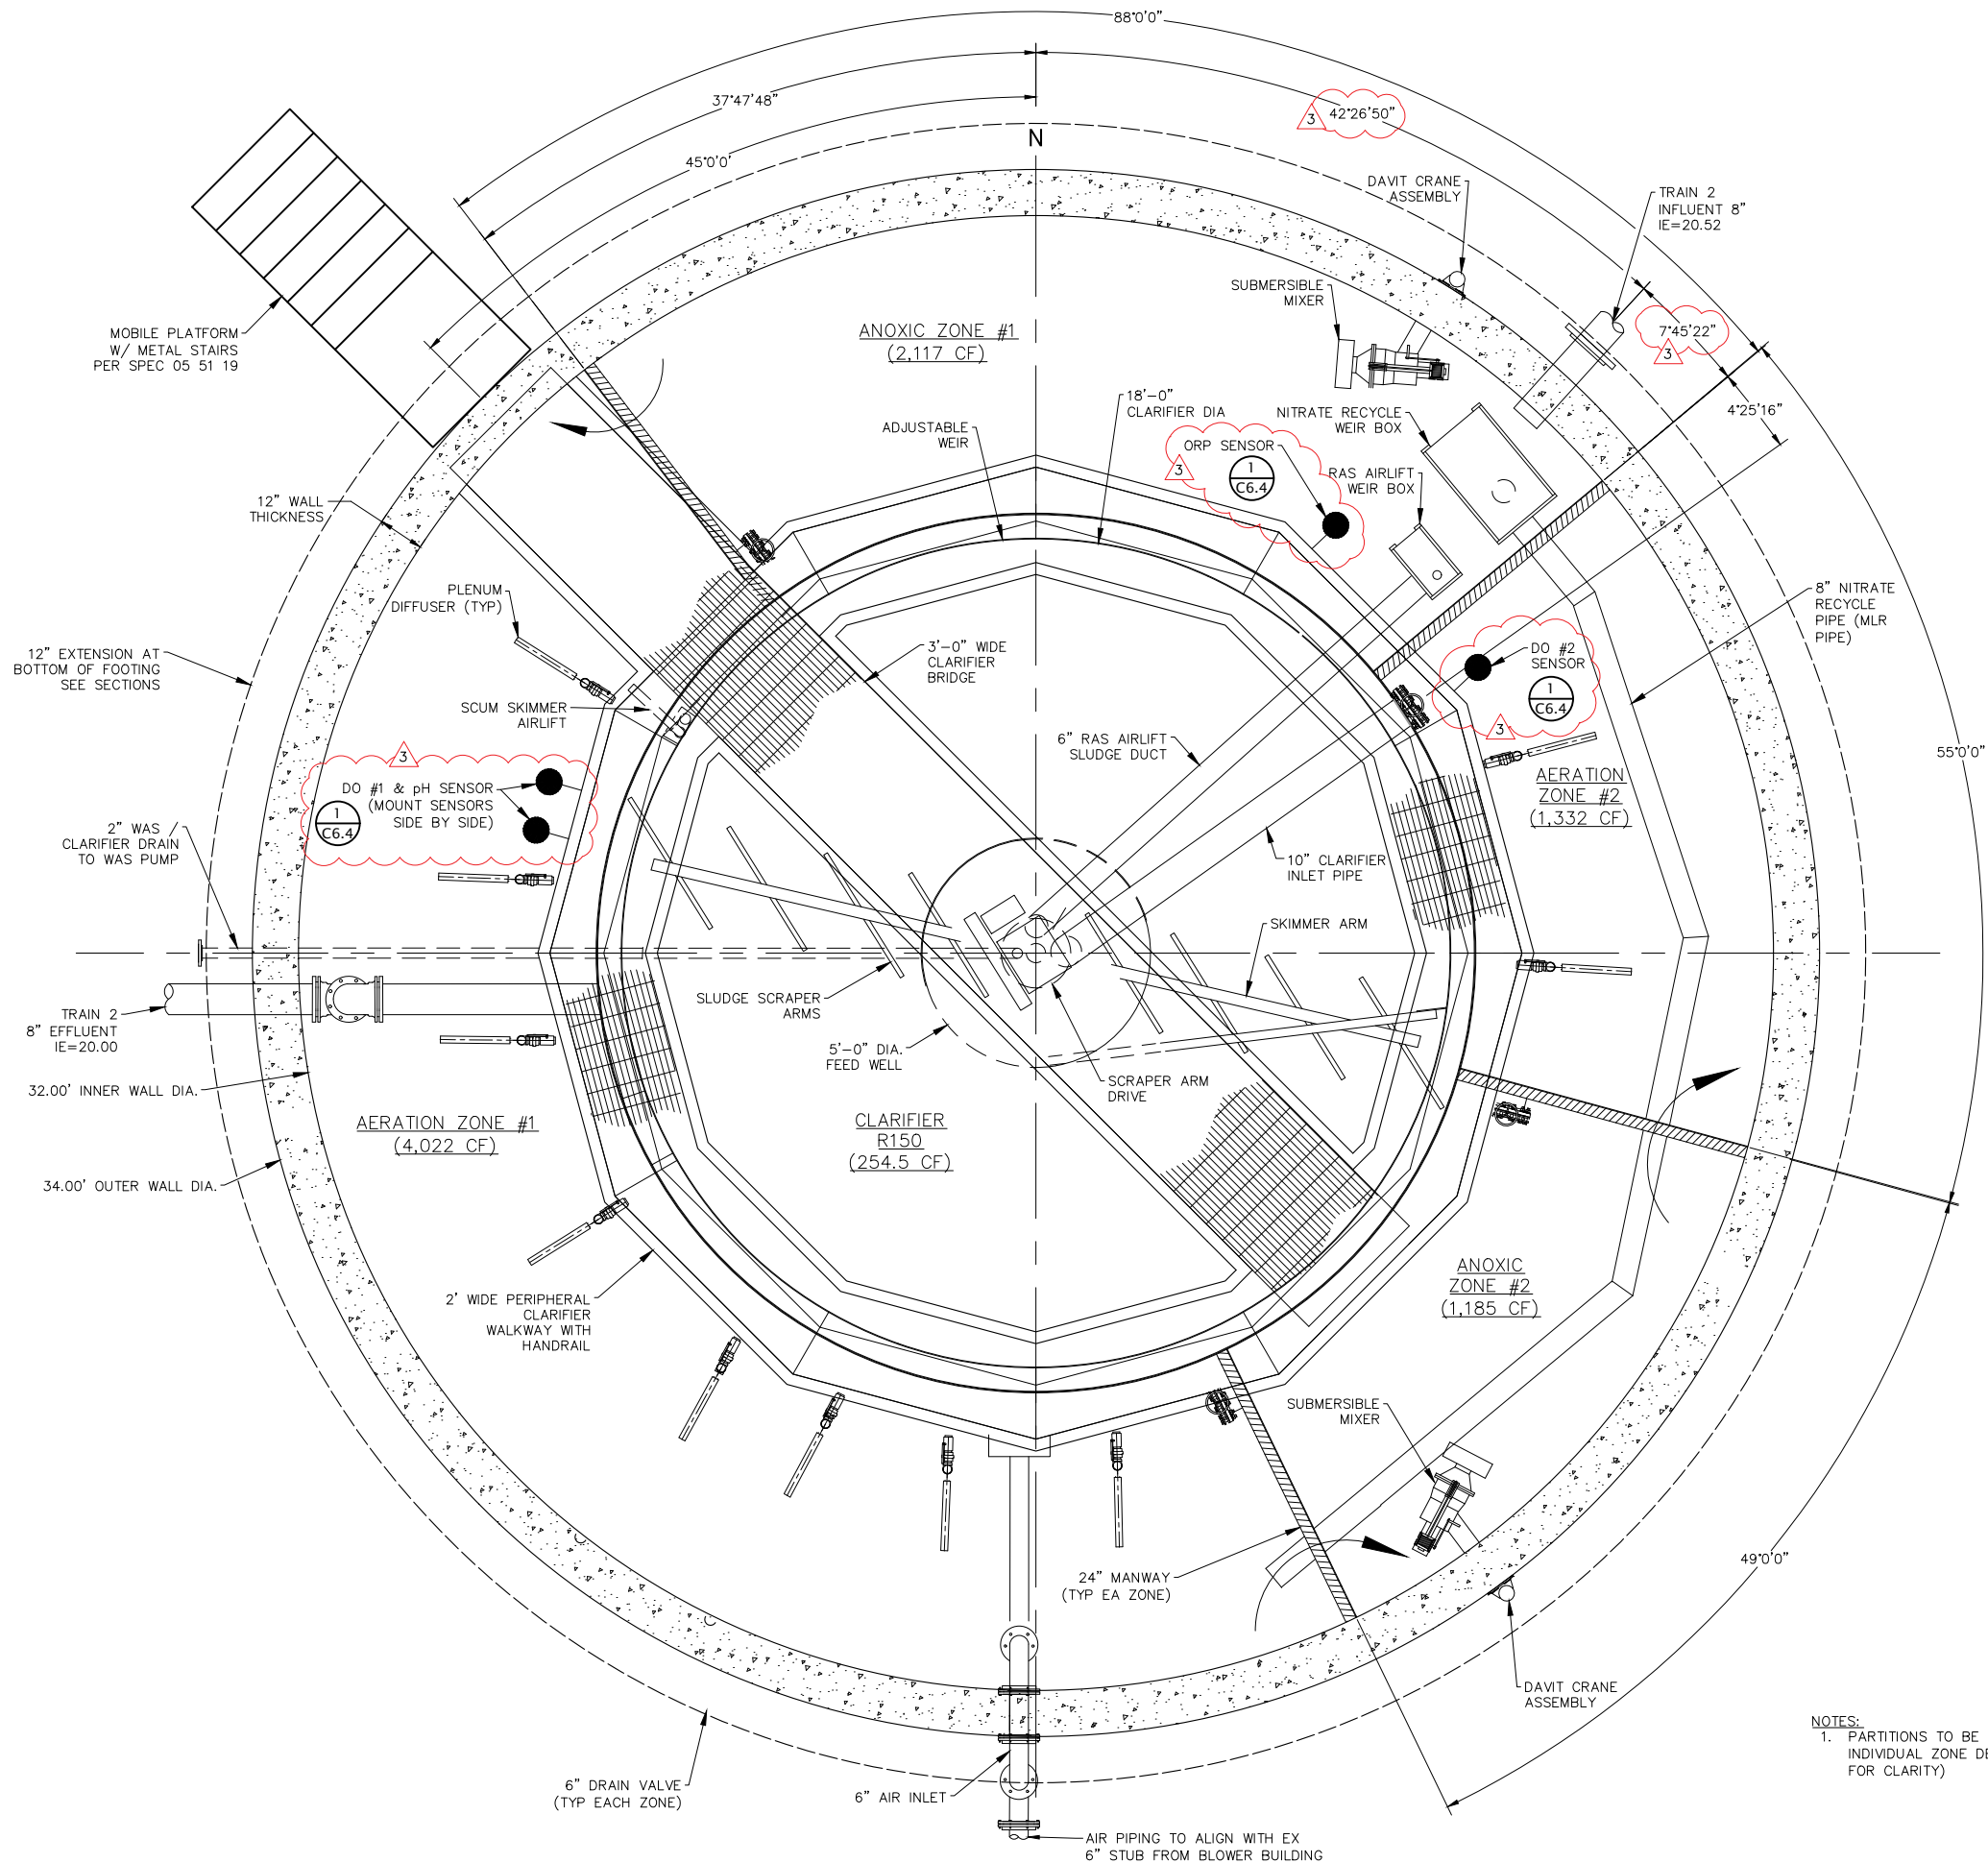 88°0'0"
37°47'48"
3
42°26'50"
N
45°0'0'
DAVIT CRANE
ASSEMBLY
TRAIN 2
INFLUENT 8"
IE=20.52
SUBMERSIBLE
MIXER
7°45'22"
3
MOBILE PLATFORM
W/ METAL STAIRS
PER SPEC 05 51 19
ANOXIC ZONE #1
(2,117 CF)
18'-0"
CLARIFIER DIA
NITRATE RECYCLE
WEIR BOX
4°25'16"
ADJUSTABLE
WEIR
ORP SENSOR
3
1
C6.4
RAS AIRLIFT
WEIR BOX
12" WALL
THICKNESS
PLENUM
DIFFUSER (TYP)
8" NITRATE
RECYCLE
PIPE (MLR
PIPE)
12" EXTENSION AT
BOTTOM OF FOOTING
SEE SECTIONS
3'-0" WIDE
CLARIFIER
BRIDGE
DO #2
SENSOR
1
C6.4
3
SCUM SKIMMER
AIRLIFT
6" RAS AIRLIFT
SLUDGE DUCT
55°0'0"
3
DO #1 & pH SENSOR
(MOUNT SENSORS
SIDE BY SIDE)
1
C6.4
AERATION
ZONE #2
(1,332 CF)
2" WAS /
CLARIFIER DRAIN
TO WAS PUMP
10" CLARIFIER
INLET PIPE
SKIMMER ARM
SLUDGE SCRAPER
ARMS
TRAIN 2
8" EFFLUENT
IE=20.00
5'-0" DIA.
FEED WELL
SCRAPER ARM
DRIVE
32.00' INNER WALL DIA.
AERATION ZONE #1
(4,022 CF)
CLARIFIER
R150
(254.5 CF)
34.00' OUTER WALL DIA.
ANOXIC
ZONE #2
(1,185 CF)
2' WIDE PERIPHERAL
CLARIFIER
WALKWAY WITH
HANDRAIL
SUBMERSIBLE
MIXER
49°0'0"
24" MANWAY
(TYP EA ZONE)
DAVIT CRANE
ASSEMBLY
NOTES:
1. PARTITIONS TO BE
INDIVIDUAL ZONE DE
FOR CLARITY)
6" DRAIN VALVE
(TYP EACH ZONE)
6" AIR INLET
AIR PIPING TO ALIGN WITH EX
6" STUB FROM BLOWER BUILDING